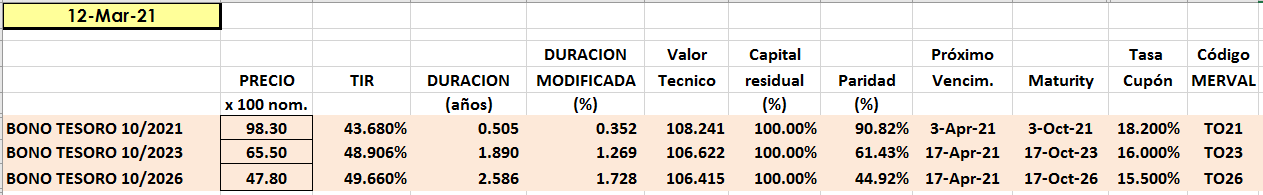 12-Mar-21
DURACION Valor Capital Próximo Tasa Código
PRECIO TIR DURACION MODIFICADA Tecnico residual Paridad Vencim. Maturity Cupón MERVAL
x 100 nom. (años) (%) (%) (%)
BONO TESORO 10/2021 98.30 43.680% 0.505 0.352 108.241 100.00% 90.82% 3-Apr-21 3-Oct-21 18.200% TO21
BONO TESORO 10/2023 65.50 48.906% 1.890 1.269 106.622 100.00% 61.43% 17-Apr-21 17-Oct-23 16.000% TO23
BONO TESORO 10/2026 47.80 49.660% 2.586 1.728 106.415 100.00% 44.92% 17-Apr-21 17-Oct-26 15.500% TO26